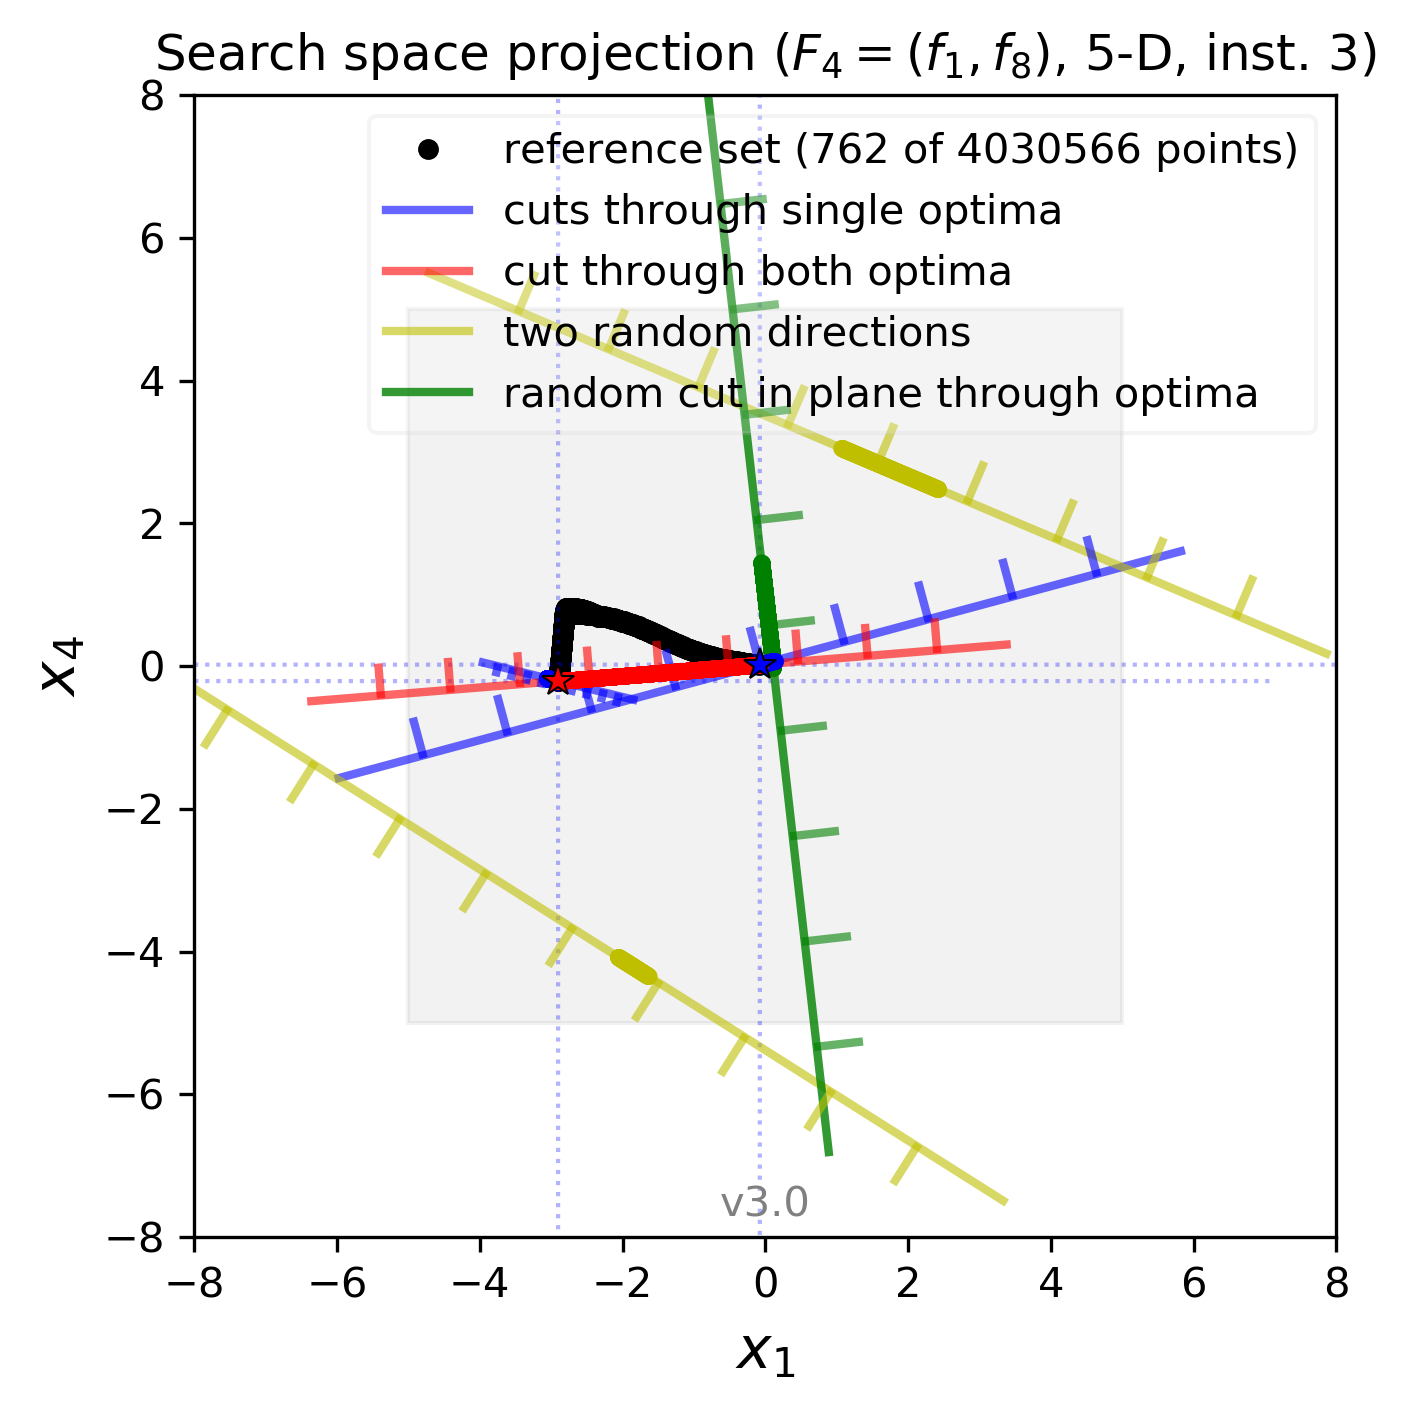 Search space projection (F₄ = (f₁, f₈), 5-D, inst. 3)
reference set (762 of 4030566 points)
cuts through single optima
cut through both optima
two random directions
random cut in plane through optima
8
6
4
2
0
−2
−4
−6
−8
x₄
v3.0
−8 −6 −4 −2 0 2 4 6 8
x₁